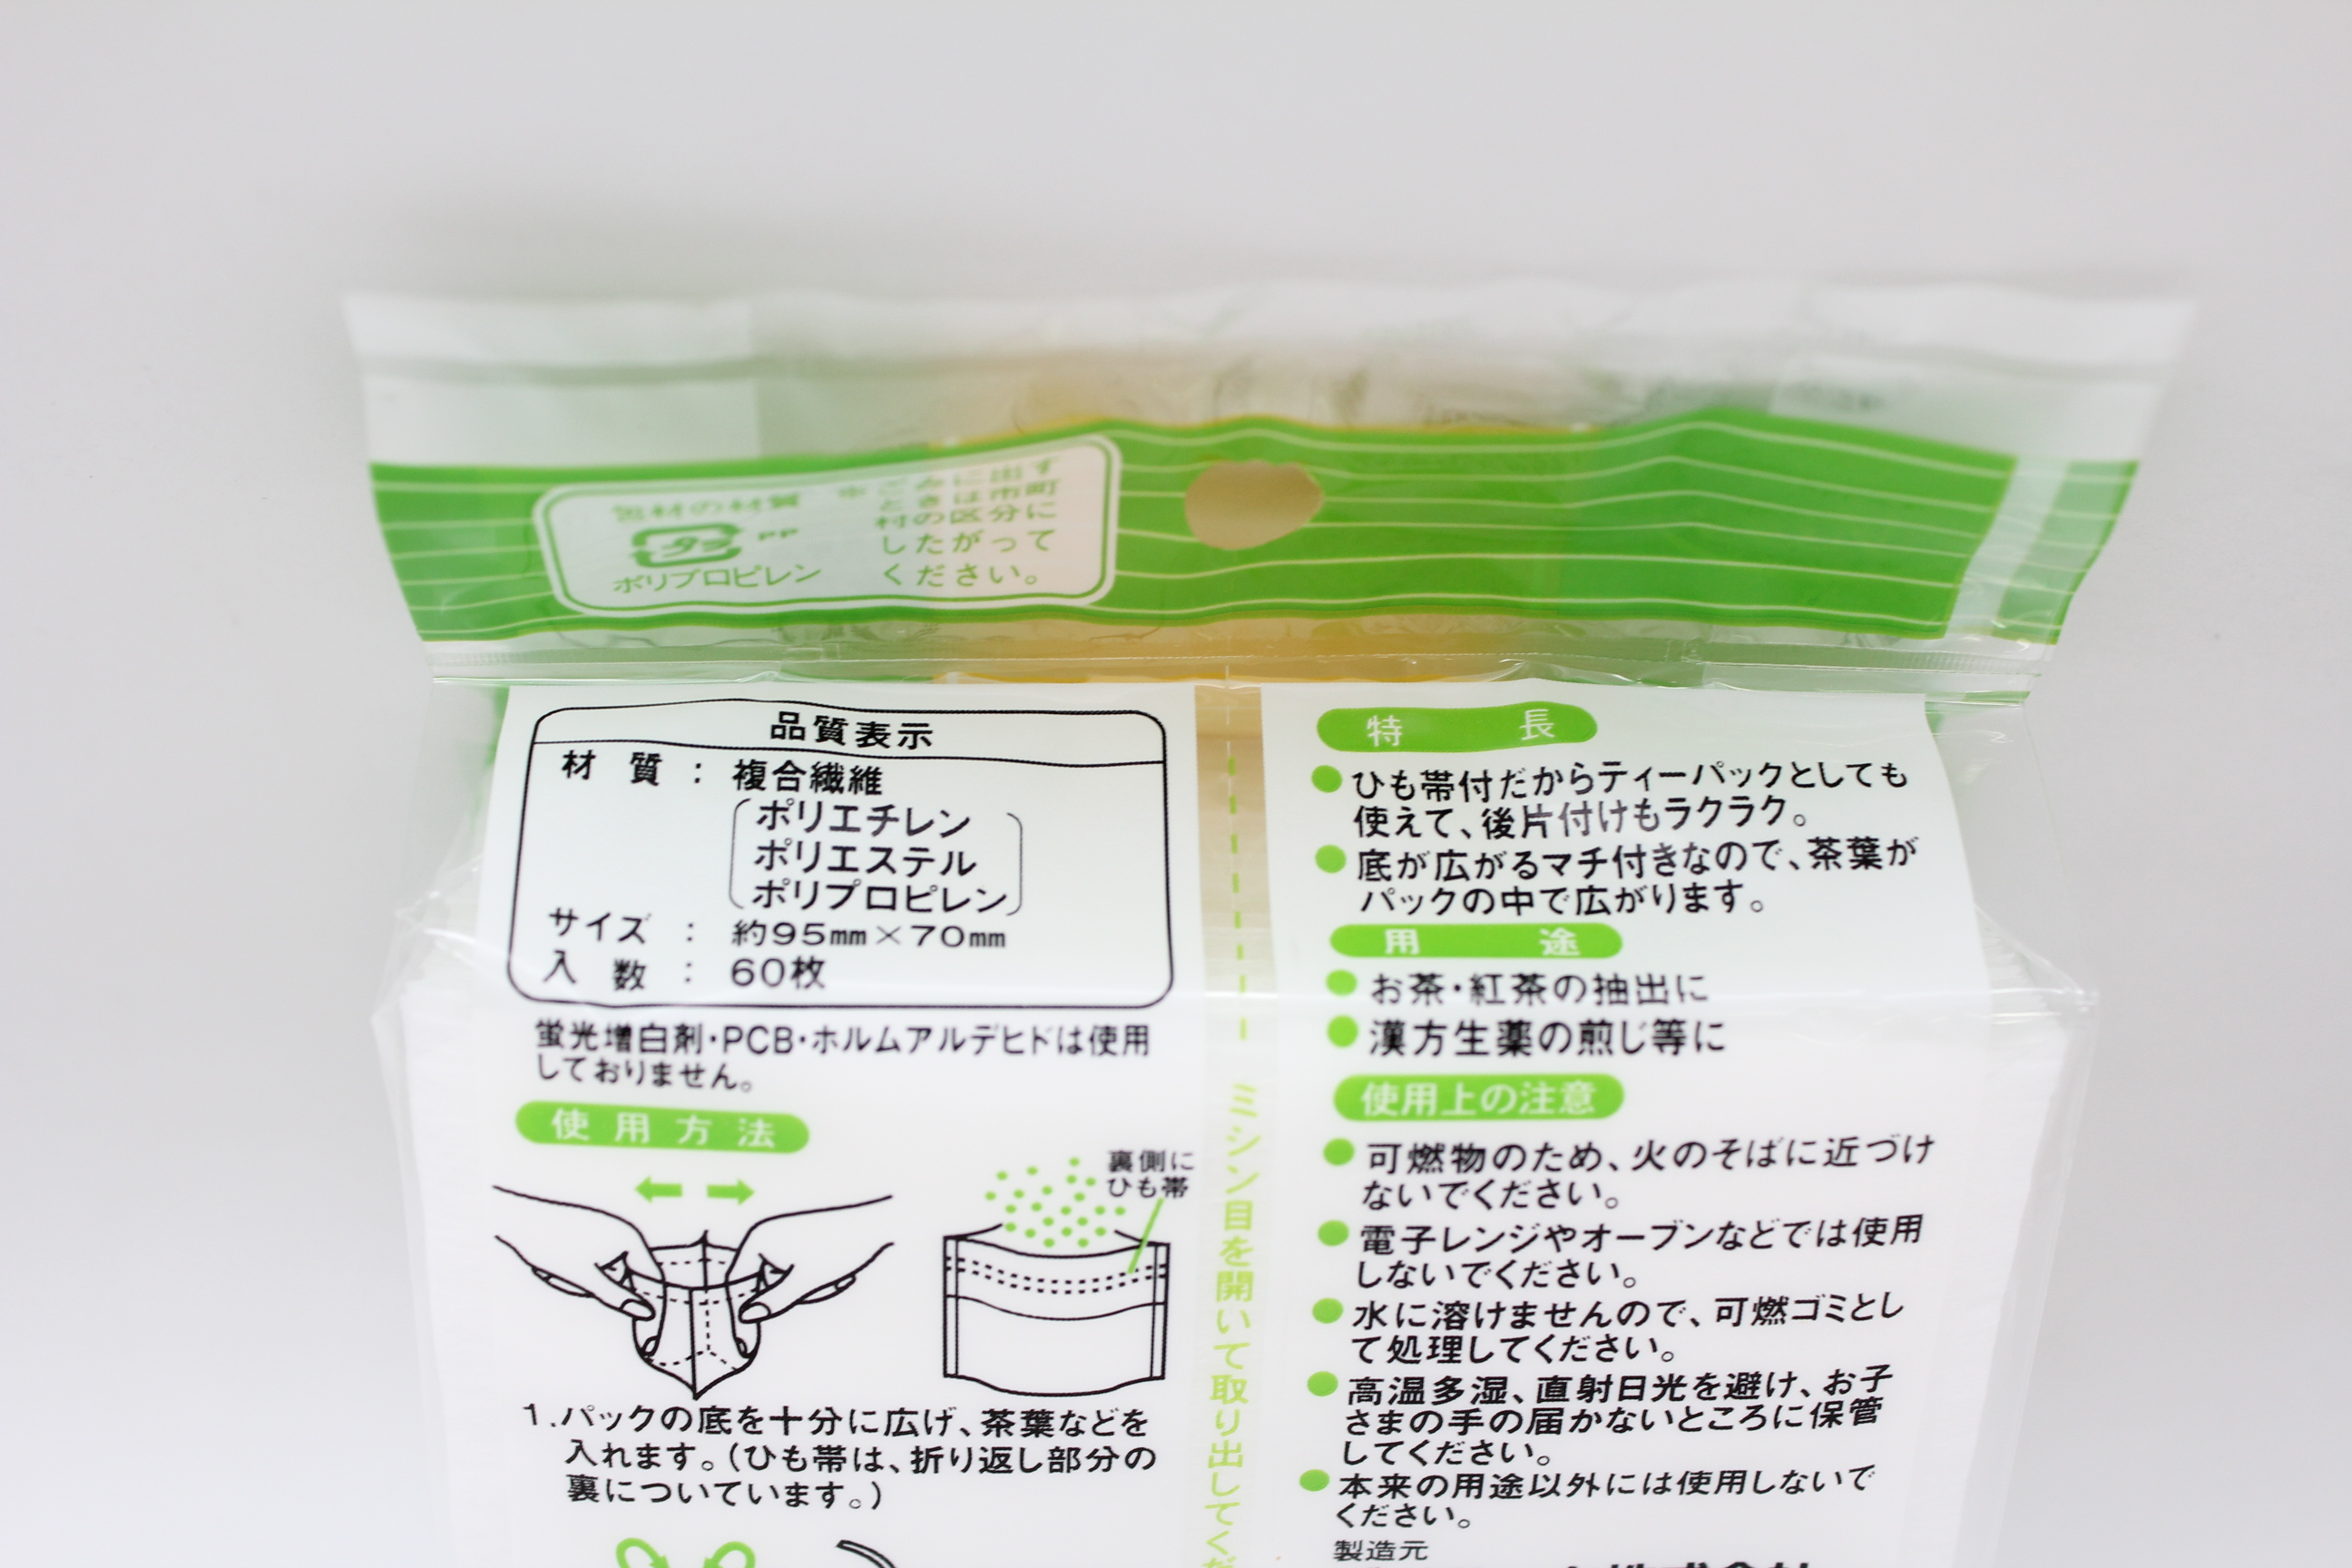 包材の材質
プラ PP
ポリプロピレン
※ごみに出す
ときは市町
村の区分に
したがって
ください。
品質表示
材 質 : 複合繊維
ポリエチレン
ポリエステル
ポリプロピレン
サイズ : 約95mm×70mm
入 数 : 60枚
蛍光増白剤・PCB・ホルムアルデヒドは使用
しておりません。
使用方法
裏側に
ひも帯
1.パックの底を十分に広げ、茶葉などを
入れます。(ひも帯は、折り返し部分の
裏についています。)
ミシン目を開いて取り出してくだ
特 長
●ひも帯付だからティーパックとしても
使えて、後片付けもラクラク。
●底が広がるマチ付きなので、茶葉が
パックの中で広がります。
用 途
●お茶・紅茶の抽出に
●漢方生薬の煎じ等に
使用上の注意
●可燃物のため、火のそばに近づけ
ないでください。
●電子レンジやオーブンなどでは使用
しないでください。
●水に溶けませんので、可燃ゴミとし
て処理してください。
●高温多湿、直射日光を避け、お子
さまの手の届かないところに保管
してください。
●本来の用途以外には使用しないで
ください。
製造元